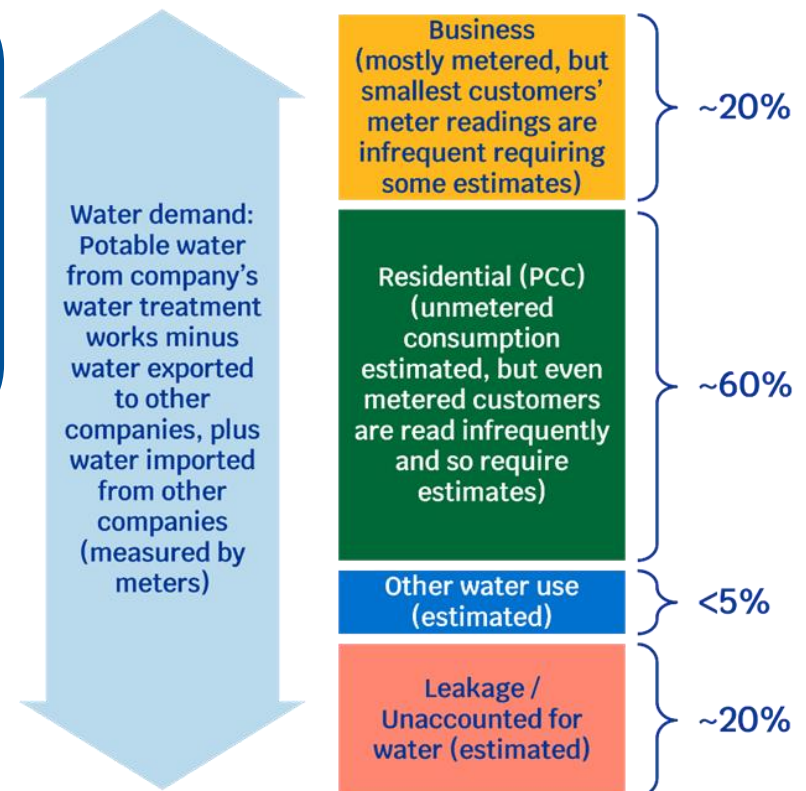 Water demand:
Potable water
from company’s
water treatment
works minus
water exported
to other
companies, plus
water imported
from other
companies
(measured by
meters)
Business
(mostly metered, but
smallest customers’
meter readings are
infrequent requiring
some estimates)
~20%
Residential (PCC)
(unmetered
consumption
estimated, but even
metered customers
are read infrequently
and so require
estimates)
~60%
Other water use
(estimated)
<5%
Leakage /
Unaccounted for
water (estimated)
~20%